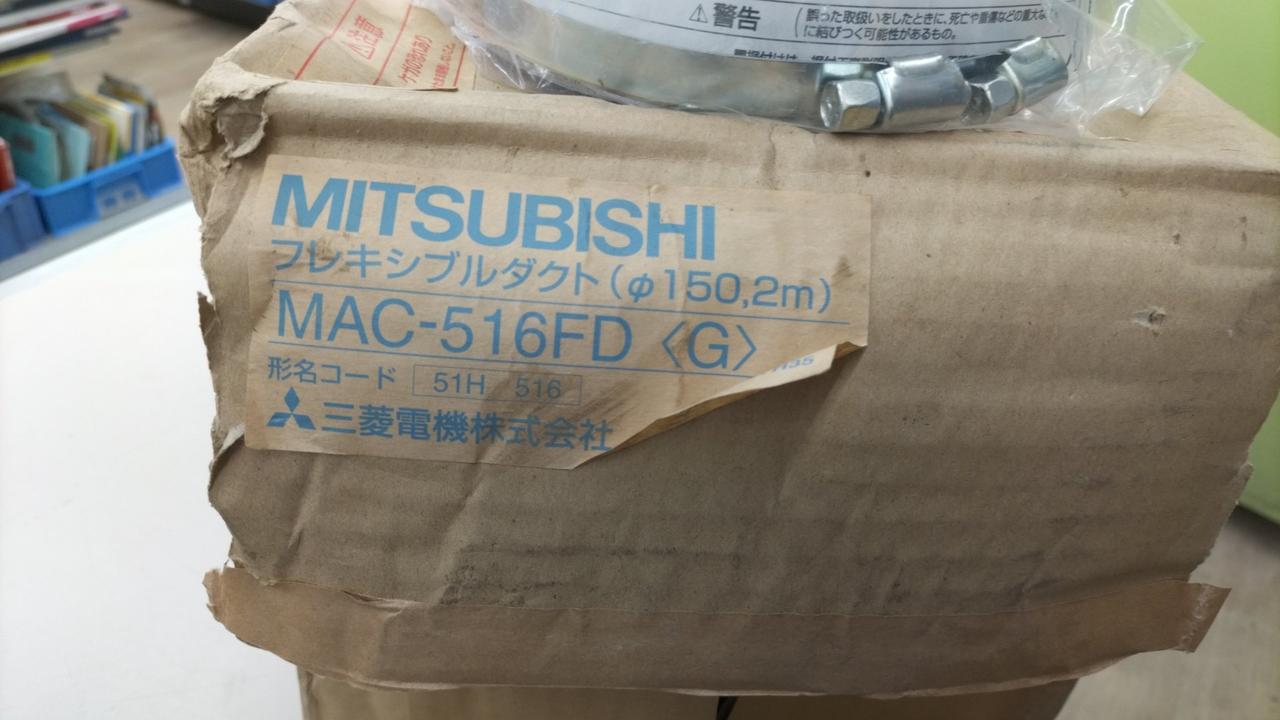 ⚠警告
誤った取扱いをしたときに、死亡や重傷などの重大な
に結びつく可能性があるもの。
⚠注意
MITSUBISHI
フレキシブルダクト(φ150,2m)
MAC-516FD〈G〉
形名コード 51H 516
三菱電機株式会社